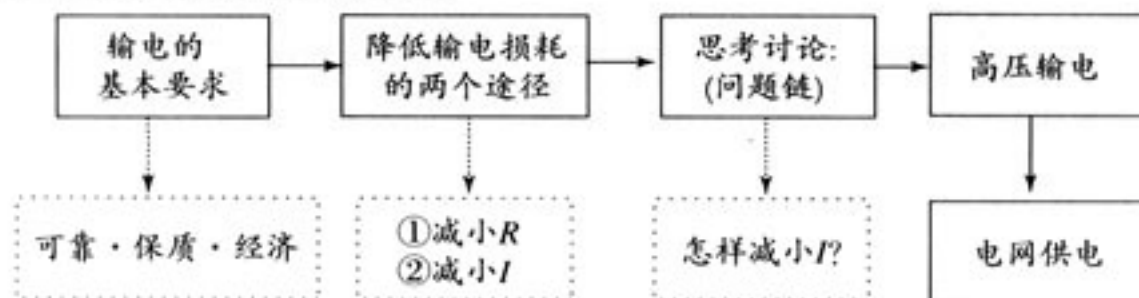 输电的
基本要求
降低输电损耗
的两个途径
思考讨论:
(问题链)
高压输电
可靠·保质·经济
①减小R
②减小I
怎样减小I?
电网供电